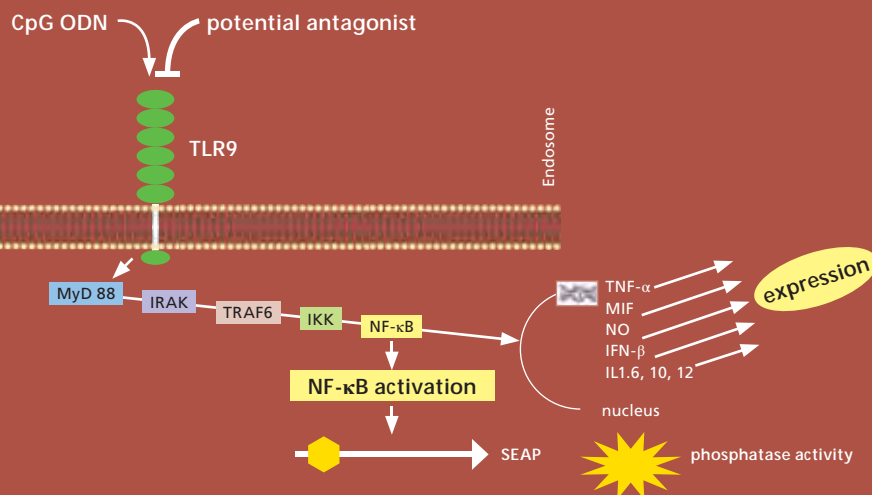 CpG ODN
potential antagonist
TLR9
Endosome
MyD 88
IRAK
TRAF6
IKK
NF-κB
TNF-α
MIF
NO
IFN-β
IL1.6, 10, 12
expression
NF-κB activation
nucleus
SEAP
phosphatase activity